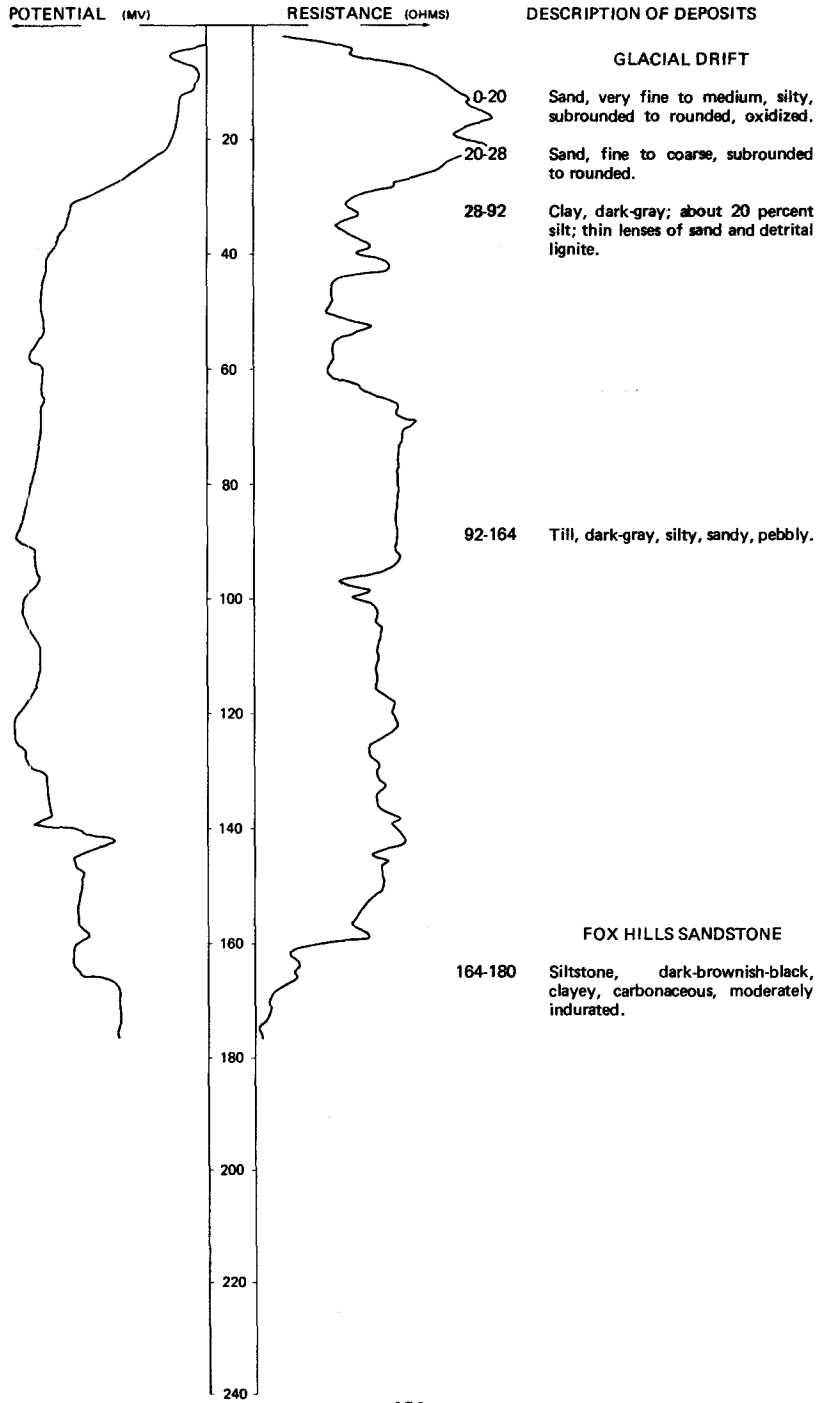 POTENTIAL (MV) RESISTANCE (OHMS) DESCRIPTION OF DEPOSITS
GLACIAL DRIFT
0-20 Sand, very fine to medium, silty,
subrounded to rounded, oxidized.
20
20-28 Sand, fine to coarse, subrounded
to rounded.
28-92 Clay, dark-gray; about 20 percent
silt; thin lenses of sand and detrital
lignite.
40
60
80
92-164 Till, dark-gray, silty, sandy, pebbly.
100
120
140
FOX HILLS SANDSTONE
160
164-180 Siltstone, dark-brownish-black,
clayey, carbonaceous, moderately
indurated.
180
200
220
240